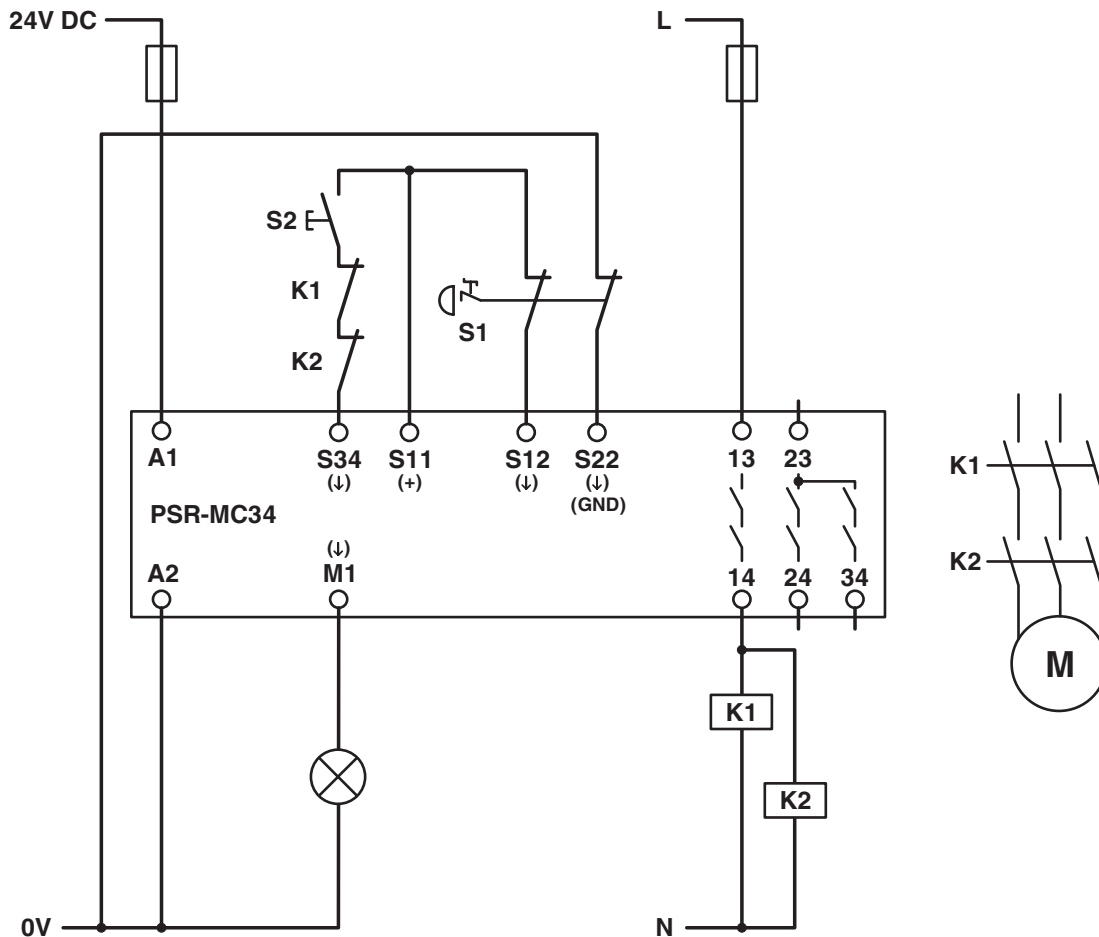 24V DC
L
S2
K1
S1
K2
A1
S34
(↓)
S11
(+)
S12
(↓)
S22
(↓)
(GND)
13
23
PSR-MC34
(↓)
A2
M1
14
24
34
K1
K2
M
K1
K2
0V
N